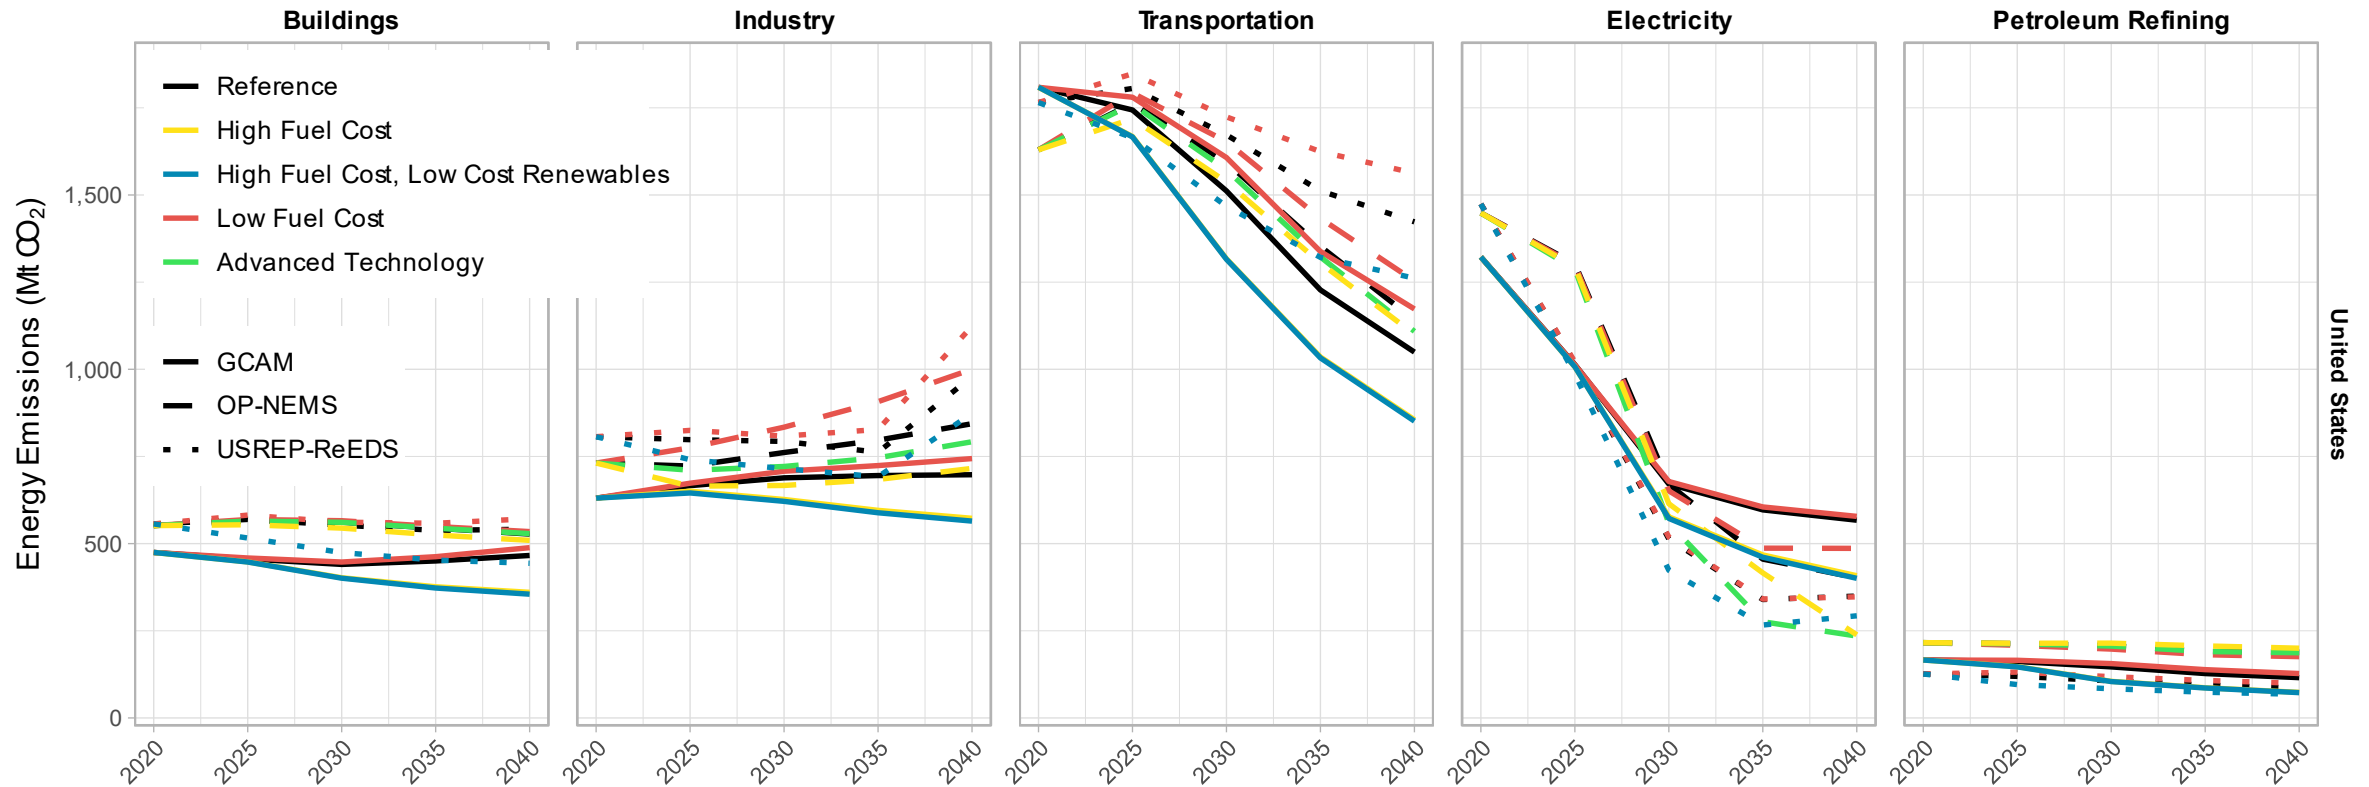 Buildings
Industry
Transportation
Electricity
Petroleum Refining
Reference
High Fuel Cost
High Fuel Cost, Low Cost Renewables
Low Fuel Cost
Advanced Technology
GCAM
OP-NEMS
USREP-ReEDS
Energy Emissions (Mt CO₂)
1,500
1,000
500
0
United States
2020 2025 2030 2035 2040
2020 2025 2030 2035 2040
2020 2025 2030 2035 2040
2020 2025 2030 2035 2040
2020 2025 2030 2035 2040